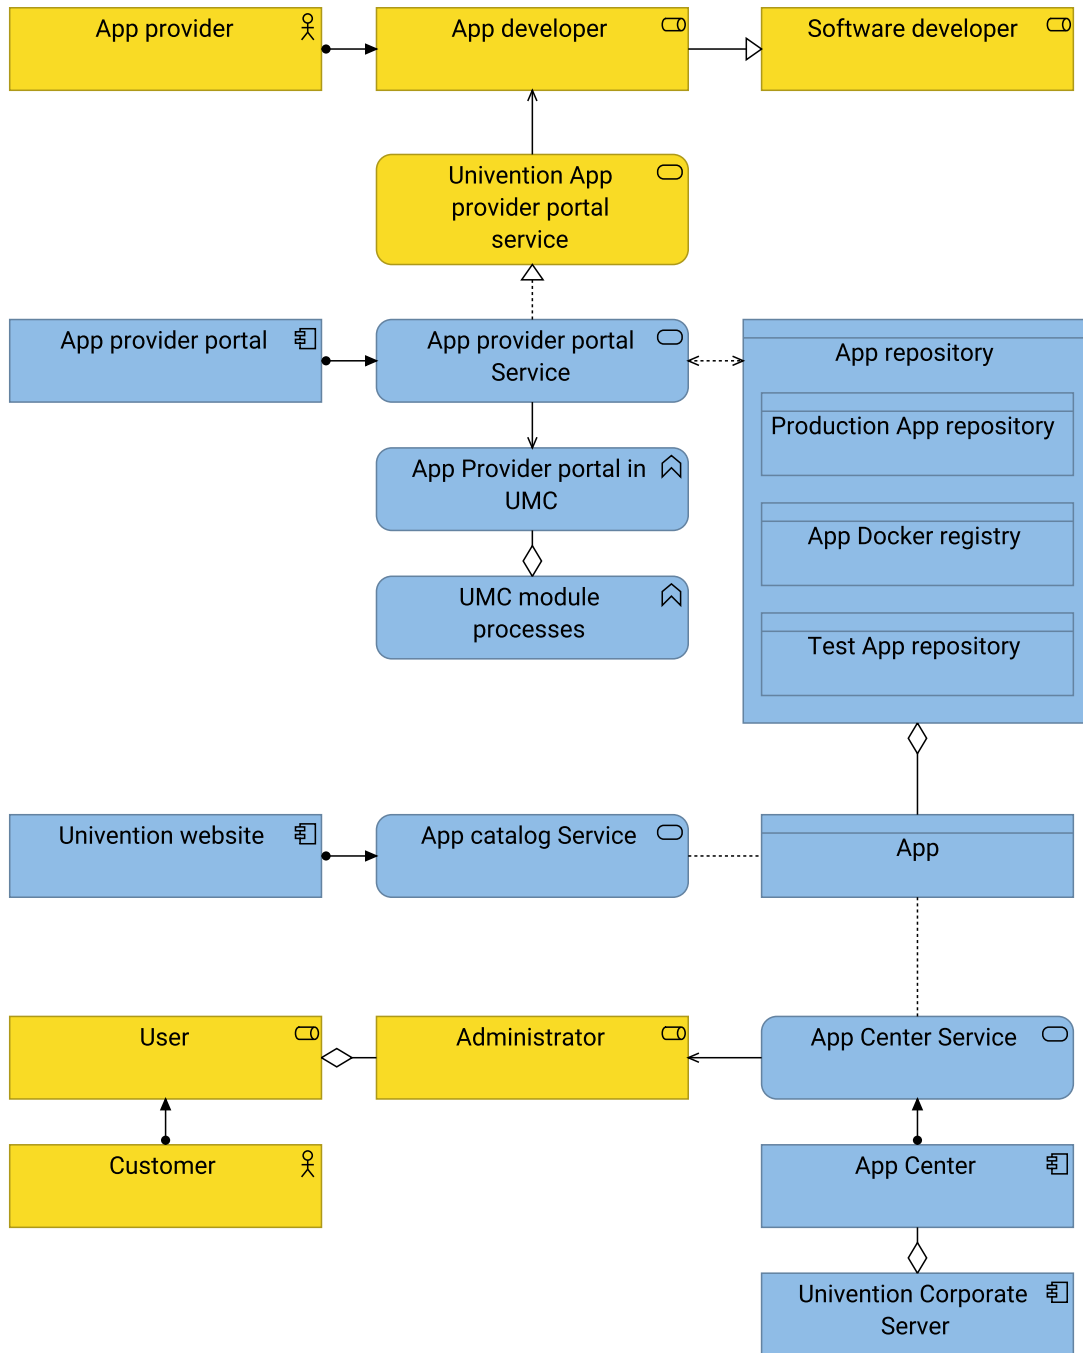 App provider
App developer
Software developer
Univention App
provider portal
service
App provider portal
App provider portal
Service
App repository
Production App repository
App Provider portal in
UMC
App Docker registry
UMC module
processes
Test App repository
Univention website
App catalog Service
App
User
Administrator
App Center Service
Customer
App Center
Univention Corporate
Server